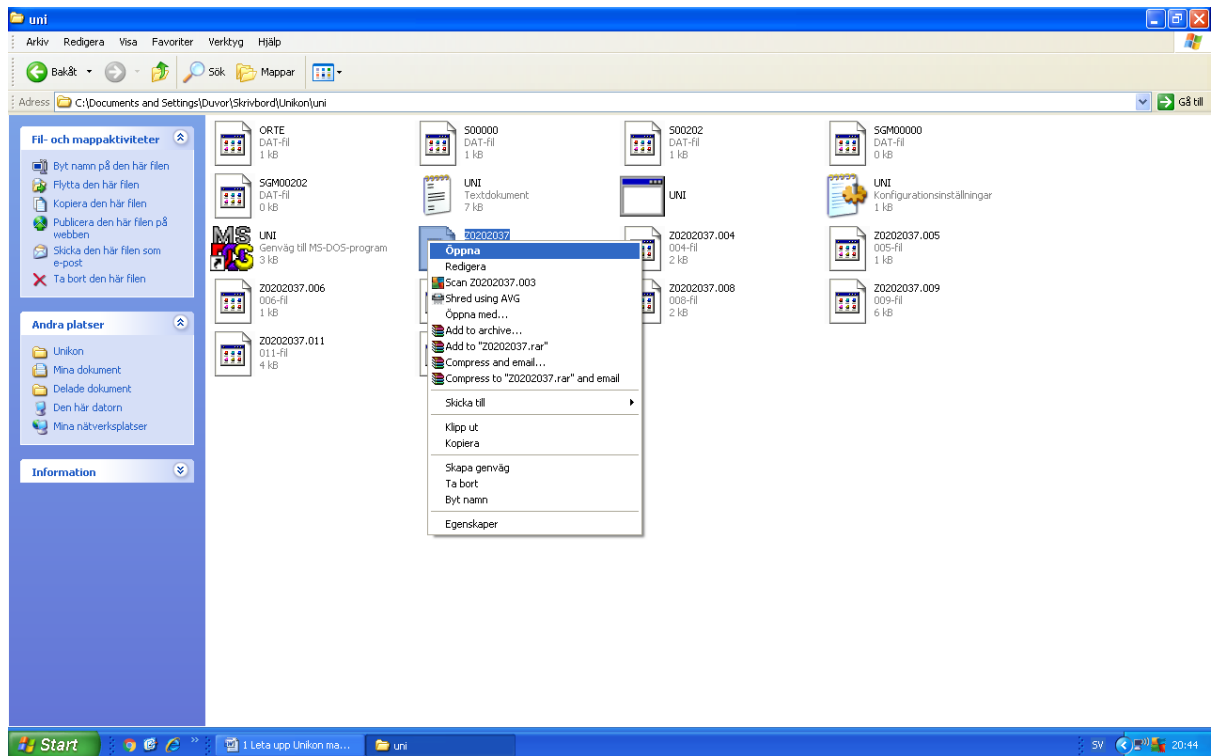 uni
Arkiv Redigera Visa Favoriter Verktyg Hjälp
Bakåt Sök Mappar
Adress C:\Documents and Settings\Duvor\Skrivbord\Unikon\uni Gå till
Fil- och mappaktiviteter
Byt namn på den här filen
Flytta den här filen
Kopiera den här filen
Publicera den här filen på
webben
Skicka den här filen som
e-post
Ta bort den här filen
Andra platser
Unikon
Mina dokument
Delade dokument
Den här datorn
Mina nätverksplatser
Information
ORTE
DAT-fil
1 kB
S00000
DAT-fil
1 kB
S00202
DAT-fil
1 kB
SGM00000
DAT-fil
0 kB
SGM00202
DAT-fil
0 kB
UNI
Textdokument
7 kB
UNI
UNI
Konfigurationsinställningar
1 kB
MS
UNI
Genväg till MS-DOS-program
3 kB
Z0202037
Z0202037.004
004-fil
2 kB
Z0202037.005
005-fil
1 kB
Z0202037.006
006-fil
1 kB
Z0202037.008
008-fil
2 kB
Z0202037.009
009-fil
6 kB
Z0202037.011
011-fil
4 kB
Öppna
Redigera
Scan Z0202037.003
Shred using AVG
Öppna med...
Add to archive...
Add to "Z0202037.rar"
Compress and email...
Compress to "Z0202037.rar" and email
Skicka till
Klipp ut
Kopiera
Skapa genväg
Ta bort
Byt namn
Egenskaper
Start
1 Leta upp Unikon ma...
uni
SV
20:44